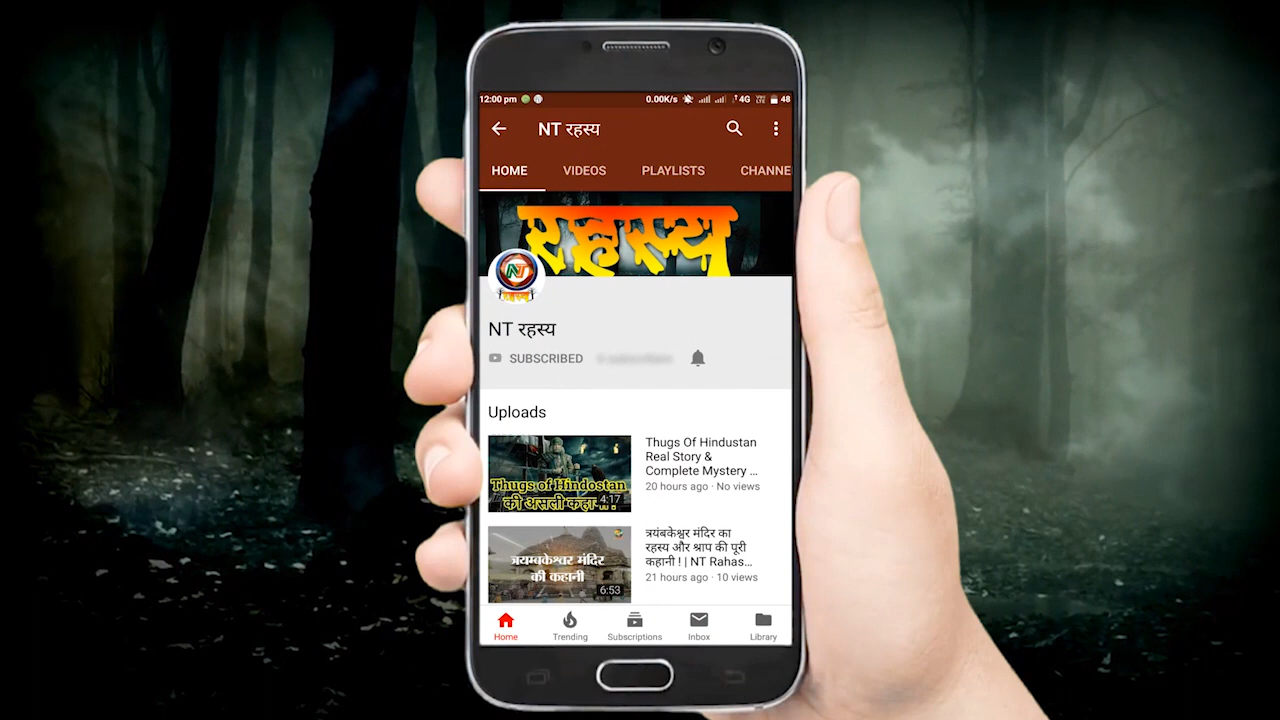 12:00 pm 0.00K/s 4G VoLTE 48
NT रहस्य
HOME VIDEOS PLAYLISTS CHANNE
रहस्य
NT
रहस्य
NT रहस्य
SUBSCRIBED
Uploads
Thugs of Hindostan
की असली कहा
4:17
Thugs Of Hindustan
Real Story &
Complete Mystery ...
20 hours ago · No views
त्रयम्बकेश्वर मंदिर
की कहानी
6:53
त्रयंबकेश्वर मंदिर का
रहस्य और श्राप की पूरी
कहानी ! | NT Rahas...
21 hours ago · 10 views
Home Trending Subscriptions Inbox Library